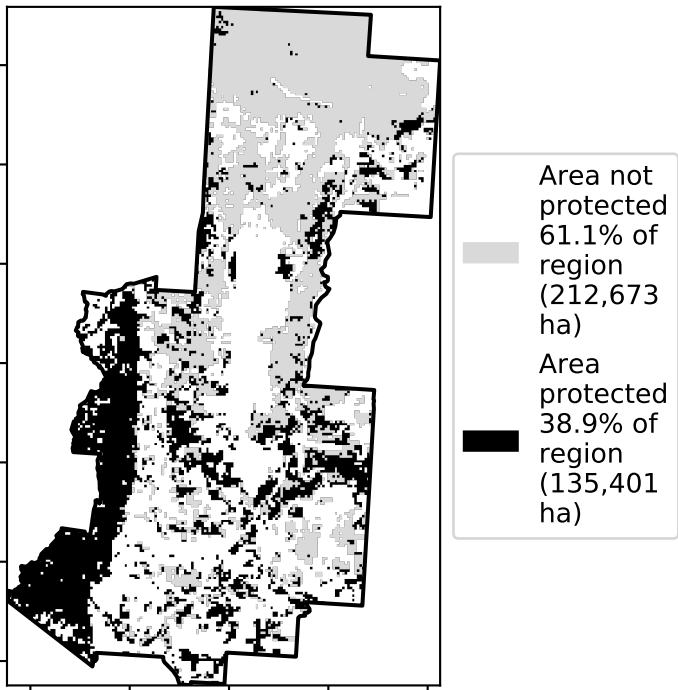 Area not
protected
61.1% of
region
(212,673
ha)
Area
protected
38.9% of
region
(135,401
ha)